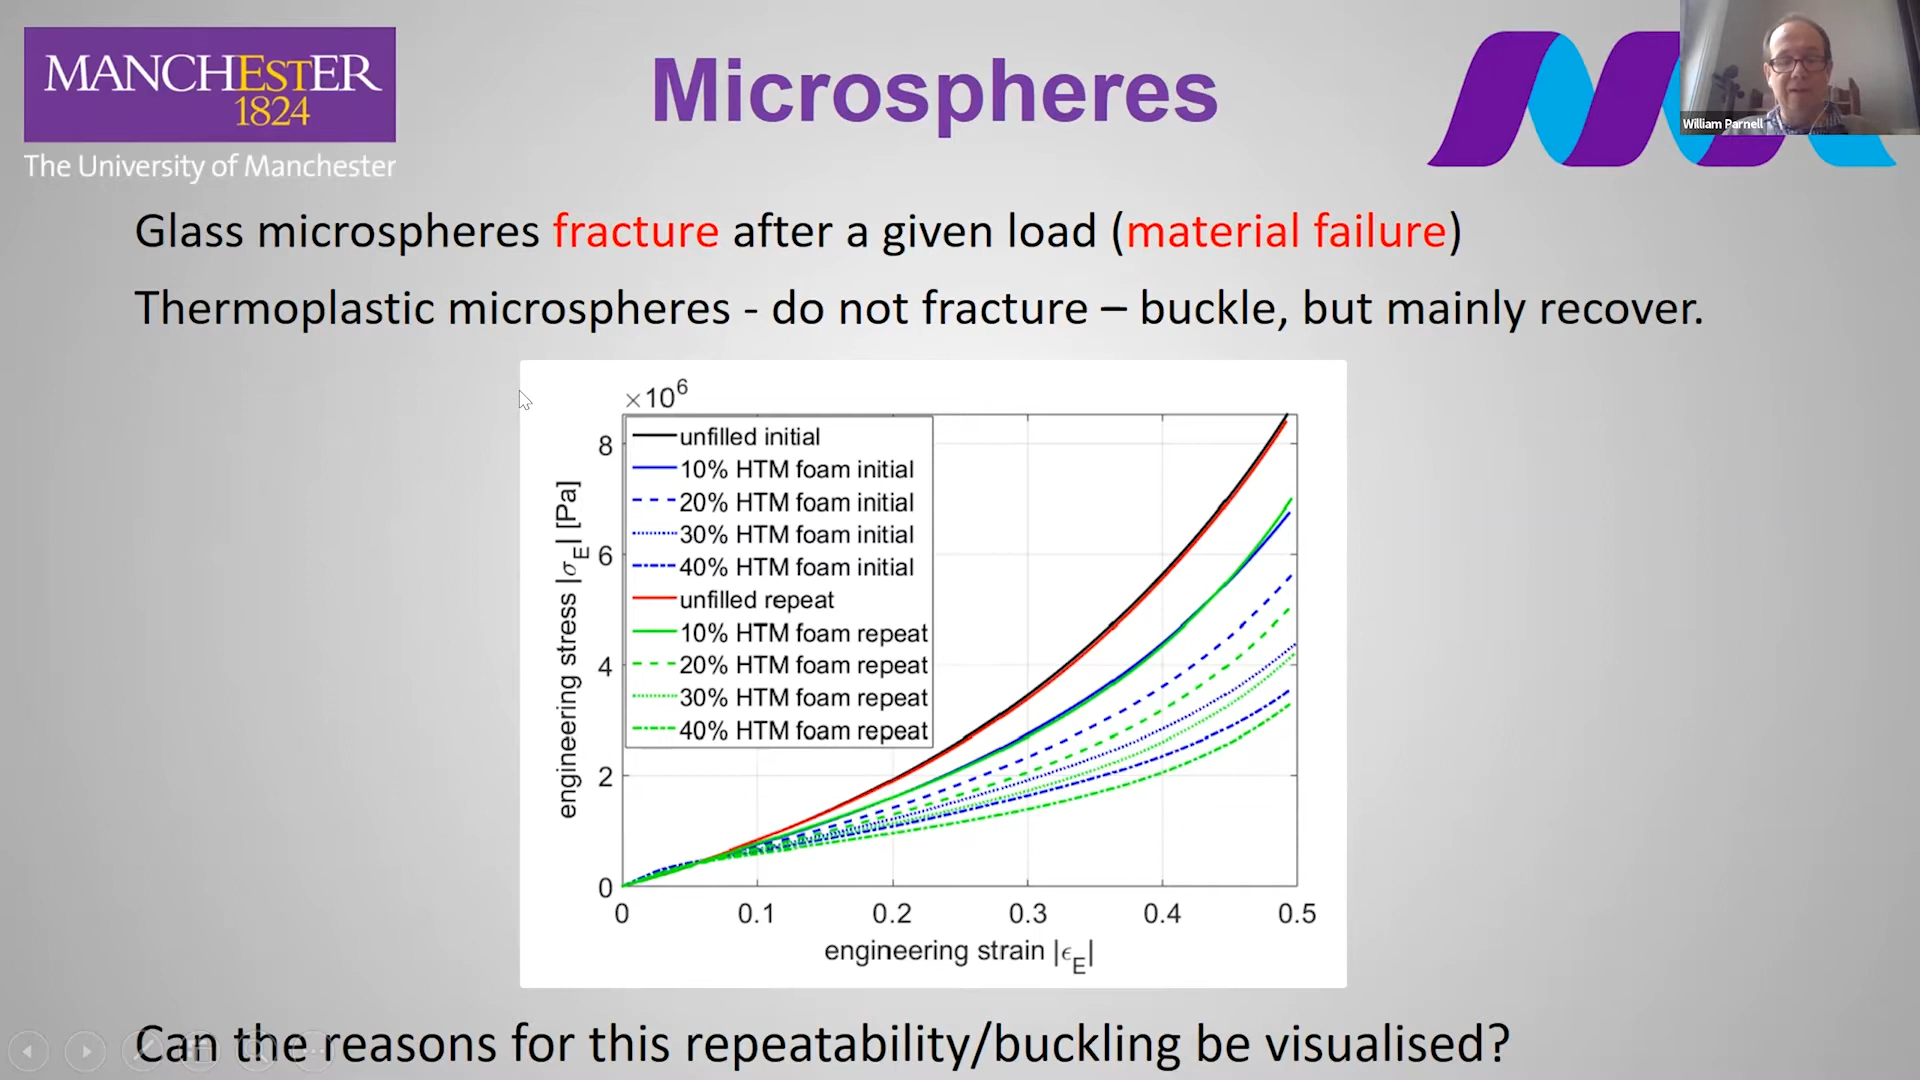 MANCHESTER
1824
The University of Manchester
Microspheres
William Parnell
Glass microspheres fracture after a given load (material failure)
Thermoplastic microspheres - do not fracture – buckle, but mainly recover.
×10⁶
8
6
4
2
0
engineering stress |σ_E| [Pa]
unfilled initial
10% HTM foam initial
20% HTM foam initial
30% HTM foam initial
40% HTM foam initial
unfilled repeat
10% HTM foam repeat
20% HTM foam repeat
30% HTM foam repeat
40% HTM foam repeat
0 0.1 0.2 0.3 0.4 0.5
engineering strain |ϵ_E|
Can the reasons for this repeatability/buckling be visualised?